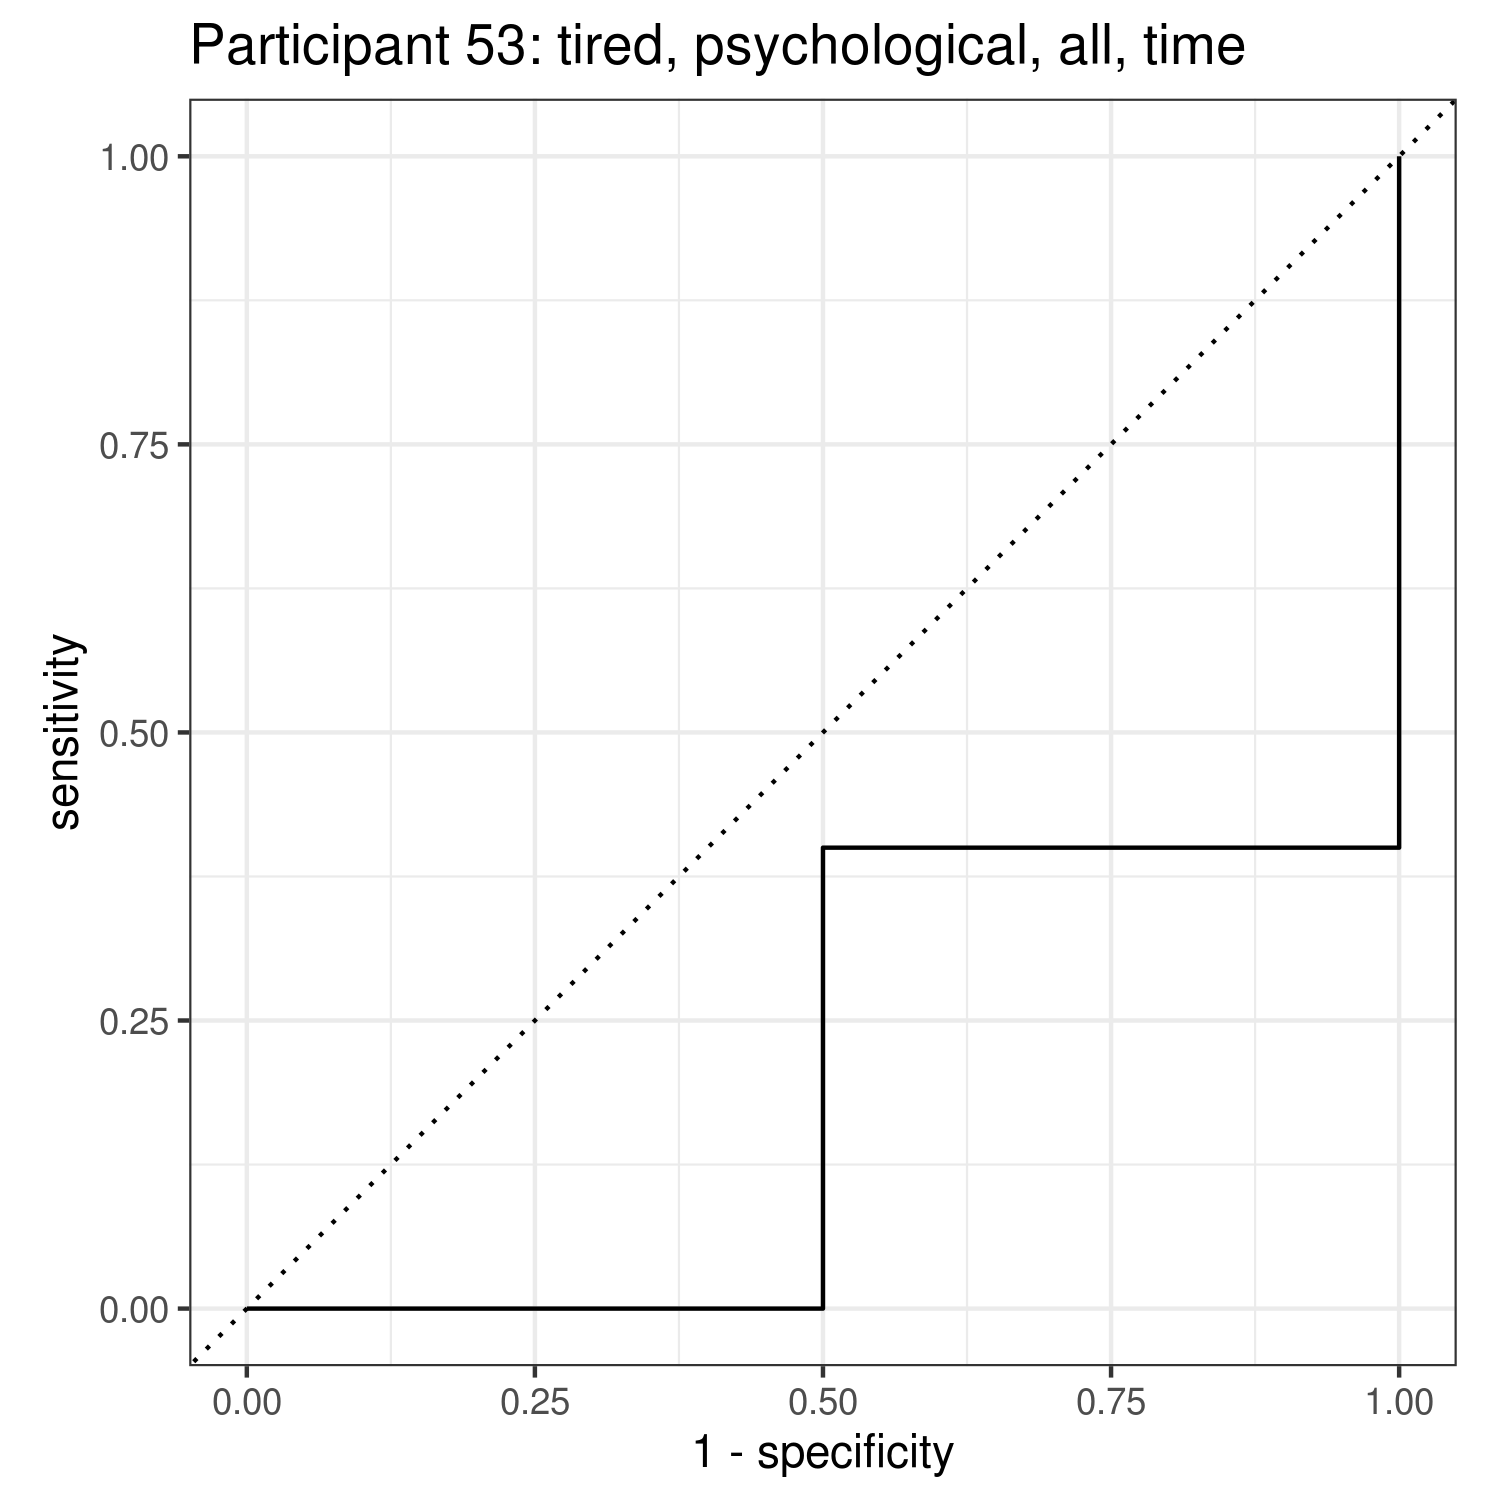 Participant 53: tired, psychological, all, time
1.00
0.75
0.50
0.25
0.00
sensitivity
0.00 0.25 0.50 0.75 1.00
1 - specificity